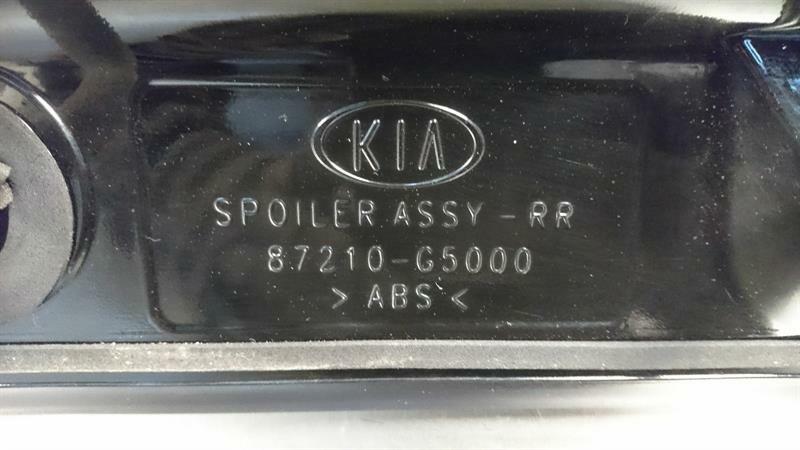 KIA
SPOILER ASSY - RR
87210-G5000
> ABS <